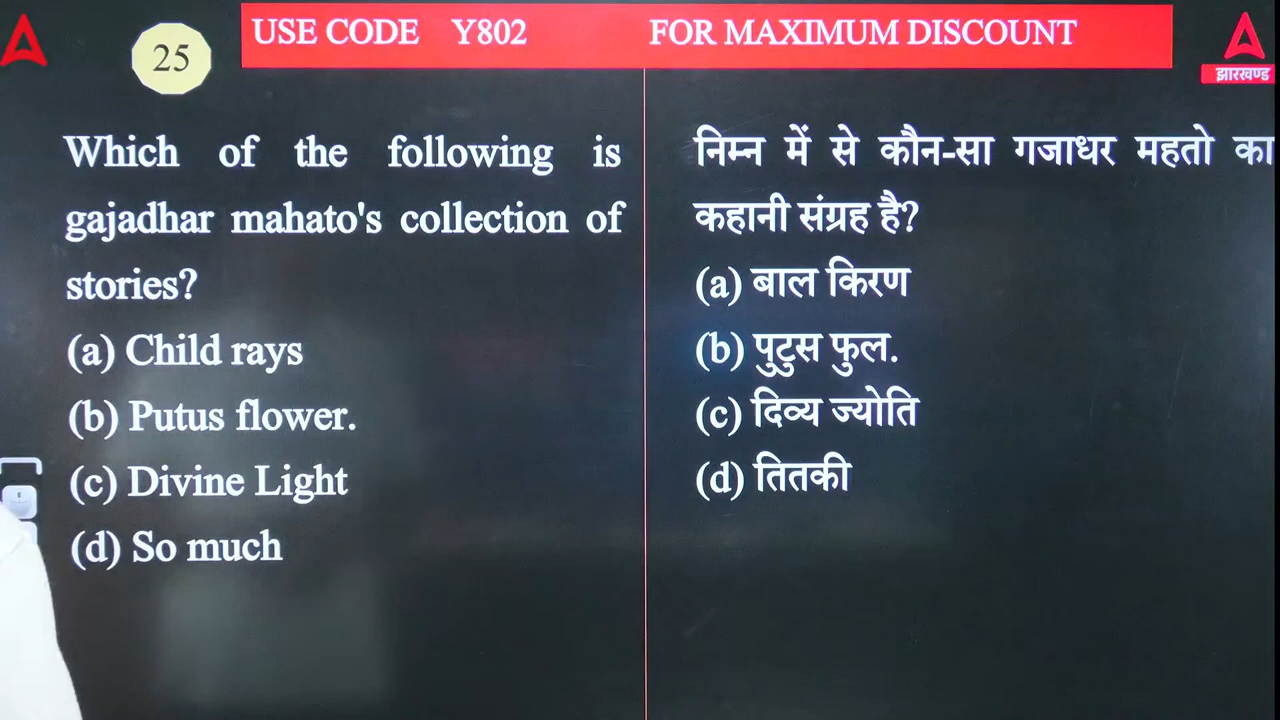 USE CODE Y802 FOR MAXIMUM DISCOUNT
झारखण्ड
25
Which of the following is
gajadhar mahato's collection of
stories?
(a) Child rays
(b) Putus flower.
(c) Divine Light
(d) So much
निम्न में से कौन-सा गजाधर महतो का
कहानी संग्रह है?
(a) बाल किरण
(b) पुटुस फुल.
(c) दिव्य ज्योति
(d) तितकी